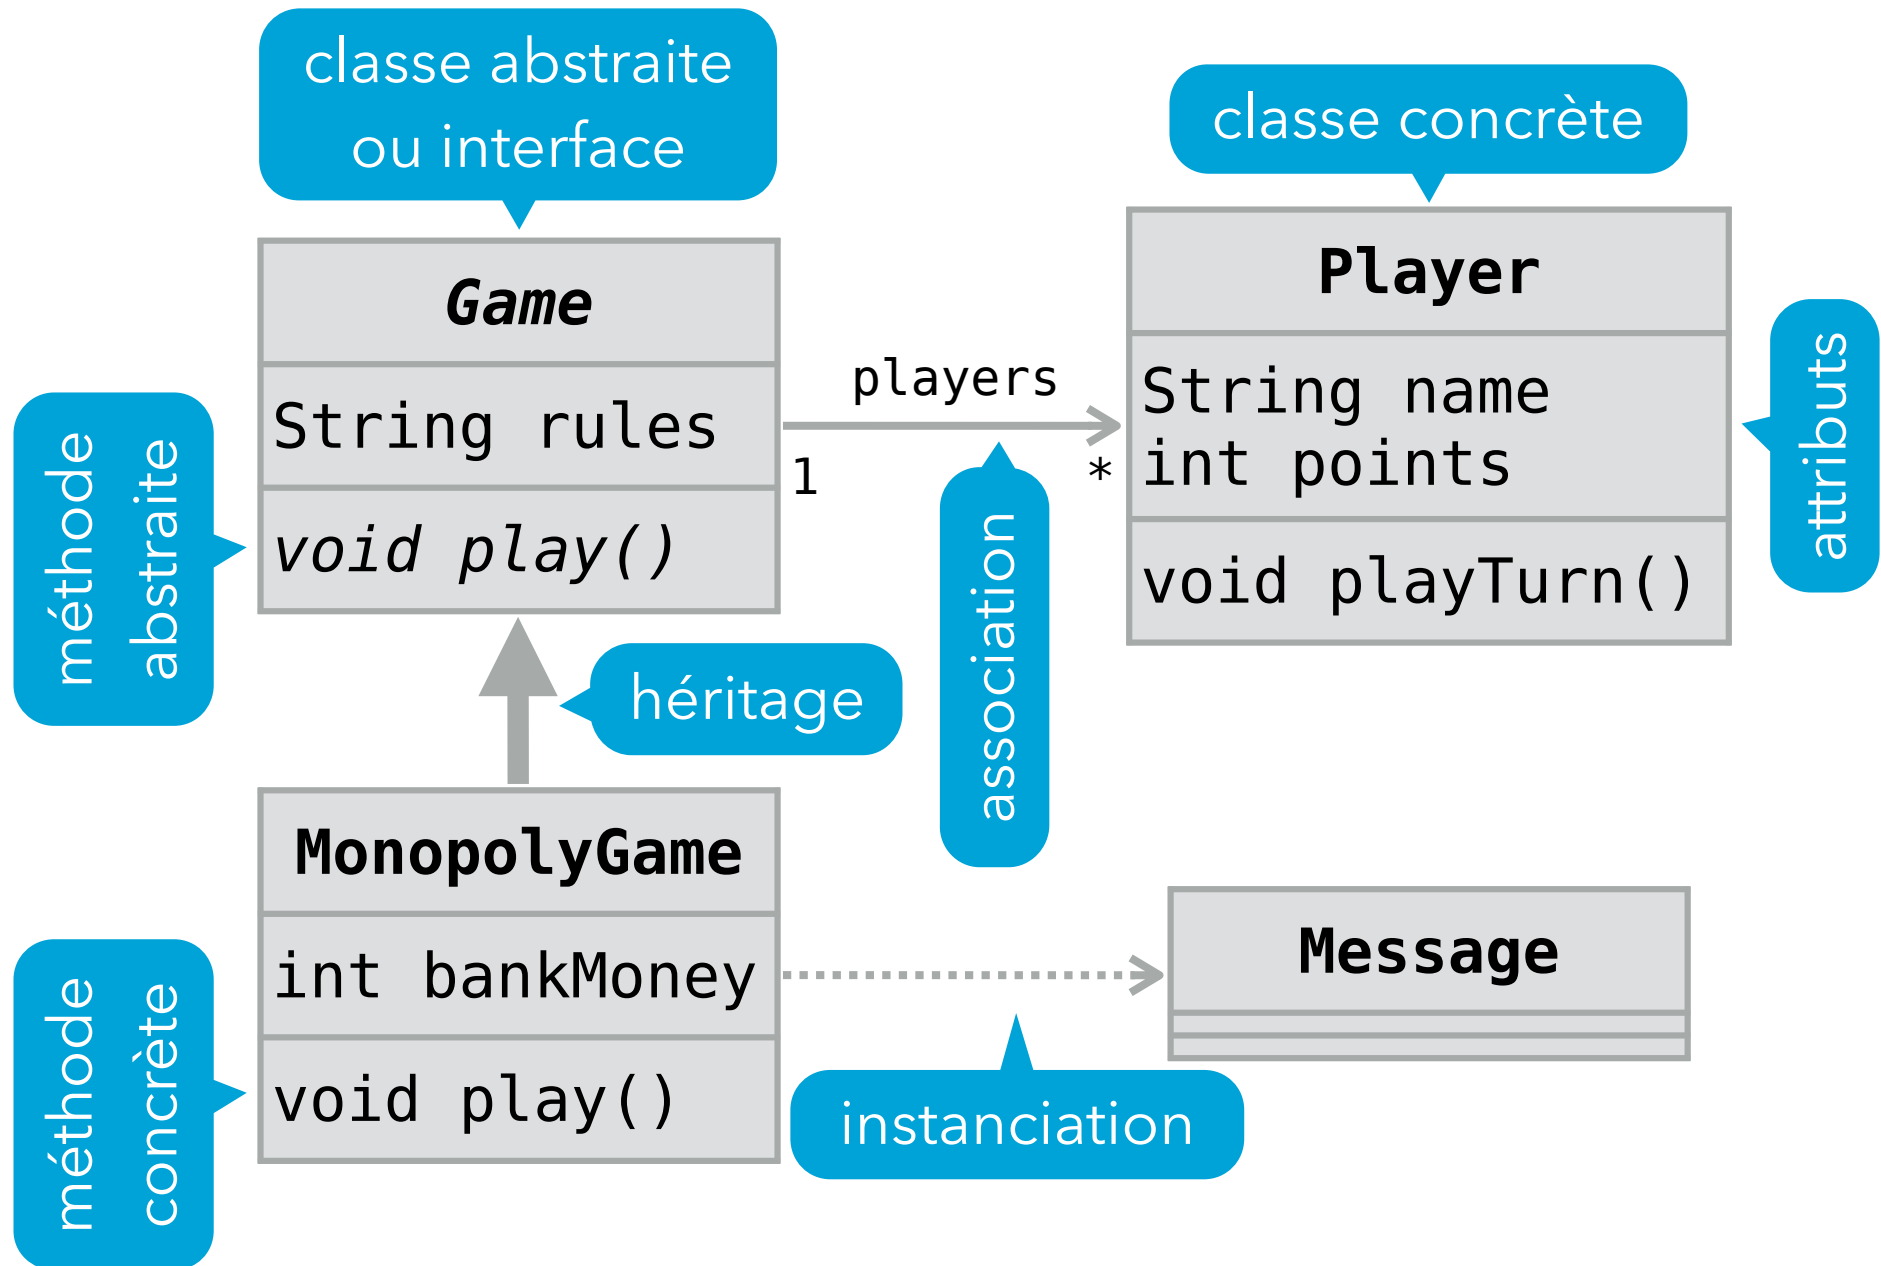 classe abstraite
ou interface
classe concrète
Game
String rules
void play()
méthode
abstraite
players
1
*
association
Player
String name
int points
void playTurn()
attributs
héritage
MonopolyGame
int bankMoney
void play()
méthode
concrète
Message
instanciation